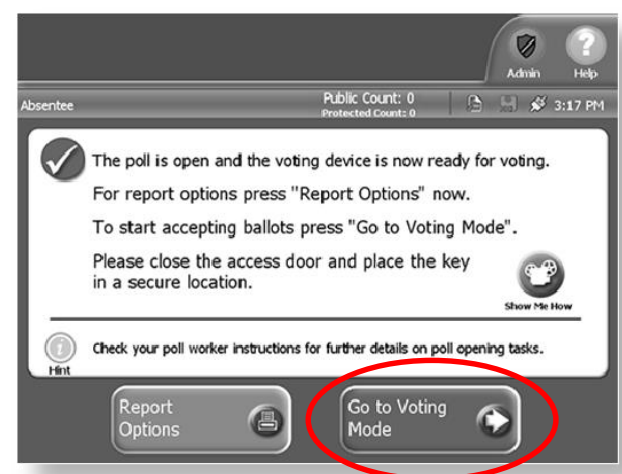 Admin Help
Absentee Public Count: 0 3:17 PM
Protected Count: 0
The poll is open and the voting device is now ready for voting.
For report options press "Report Options" now.
To start accepting ballots press "Go to Voting Mode".
Please close the access door and place the key
in a secure location.
Show Me How
Check your poll worker instructions for further details on poll opening tasks.
Hint
Report
Options
Go to Voting
Mode